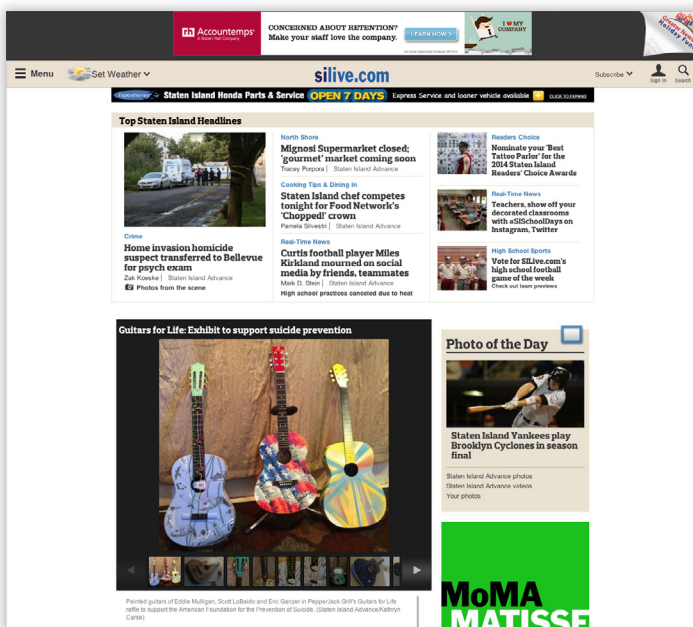 rh Accountemps®
A Robert Half Company
CONCERNED ABOUT RETENTION?
Make your staff love the company.
LEARN HOW >
I ♥ MY
COMPANY
Holiday Fun
Menu
Set Weather
silive.com
Subscribe
Sign in
Search
Staten Island Honda Parts & Service OPEN 7 DAYS Express Service and loaner vehicle available CLICK TO EXPAND
Top Staten Island Headlines
Crime
Home invasion homicide
suspect transferred to Bellevue
for psych exam
Zak Koeske | Staten Island Advance
Photos from the scene
North Shore
Mignosi Supermarket closed;
'gourmet' market coming soon
Tracey Porpora | Staten Island Advance
Cooking Tips & Dining In
Staten Island chef competes
tonight for Food Network's
'Chopped!' crown
Pamela Silvestri | Staten Island Advance
Real-Time News
Curtis football player Miles
Kirkland mourned on social
media by friends, teammates
Mark D. Stein | Staten Island Advance
High school practices canceled due to heat
Readers Choice
Nominate your 'Best
Tattoo Parlor' for the
2014 Staten Island
Readers' Choice Awards
Real-Time News
Teachers, show off your
decorated classrooms
with #SISchoolDays on
Instagram, Twitter
High School Sports
Vote for SILive.com's
high school football
game of the week
Check out team previews
Guitars for Life: Exhibit to support suicide prevention
Painted guitars of Eddie Mulligan, Scott LoBaido and Eric Ganzer in PepperJack Grill's Guitars for Life
raffle to support the American Foundation for the Prevention of Suicide. (Staten Island Advance/Kathryn
Carse)
Photo of the Day
Staten Island Yankees play
Brooklyn Cyclones in season
final
Staten Island Advance photos
Staten Island Advance videos
Your photos
MoMA
MATISSE